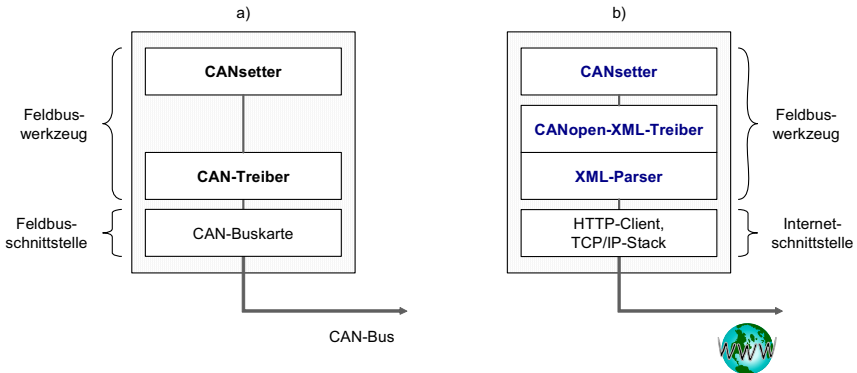 a)
CANsetter
Feldbus-
werkzeug
CAN-Treiber
Feldbus-
schnittstelle
CAN-Buskarte
CAN-Bus
b)
CANsetter
CANopen-XML-Treiber
Feldbus-
werkzeug
XML-Parser
HTTP-Client,
TCP/IP-Stack
Internet-
schnittstelle
WWW